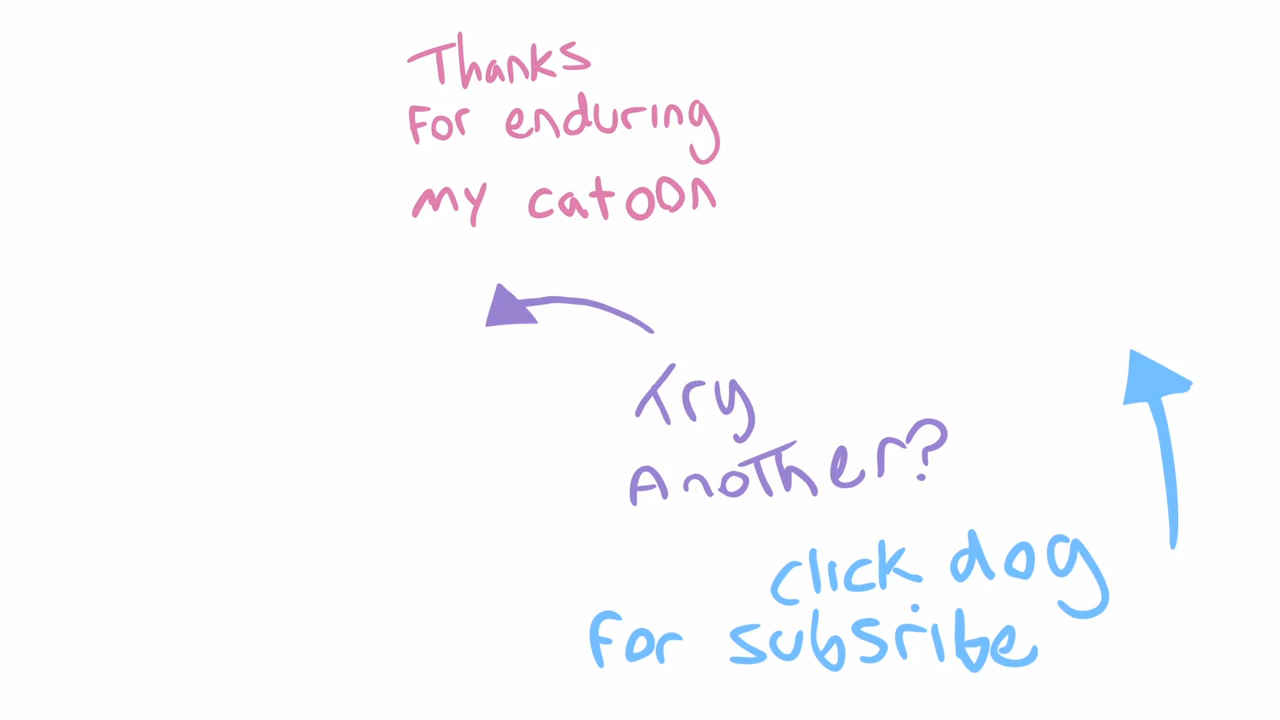 Thanks
For enduring
my catoon
Try
Another?
click dog
For subsribe